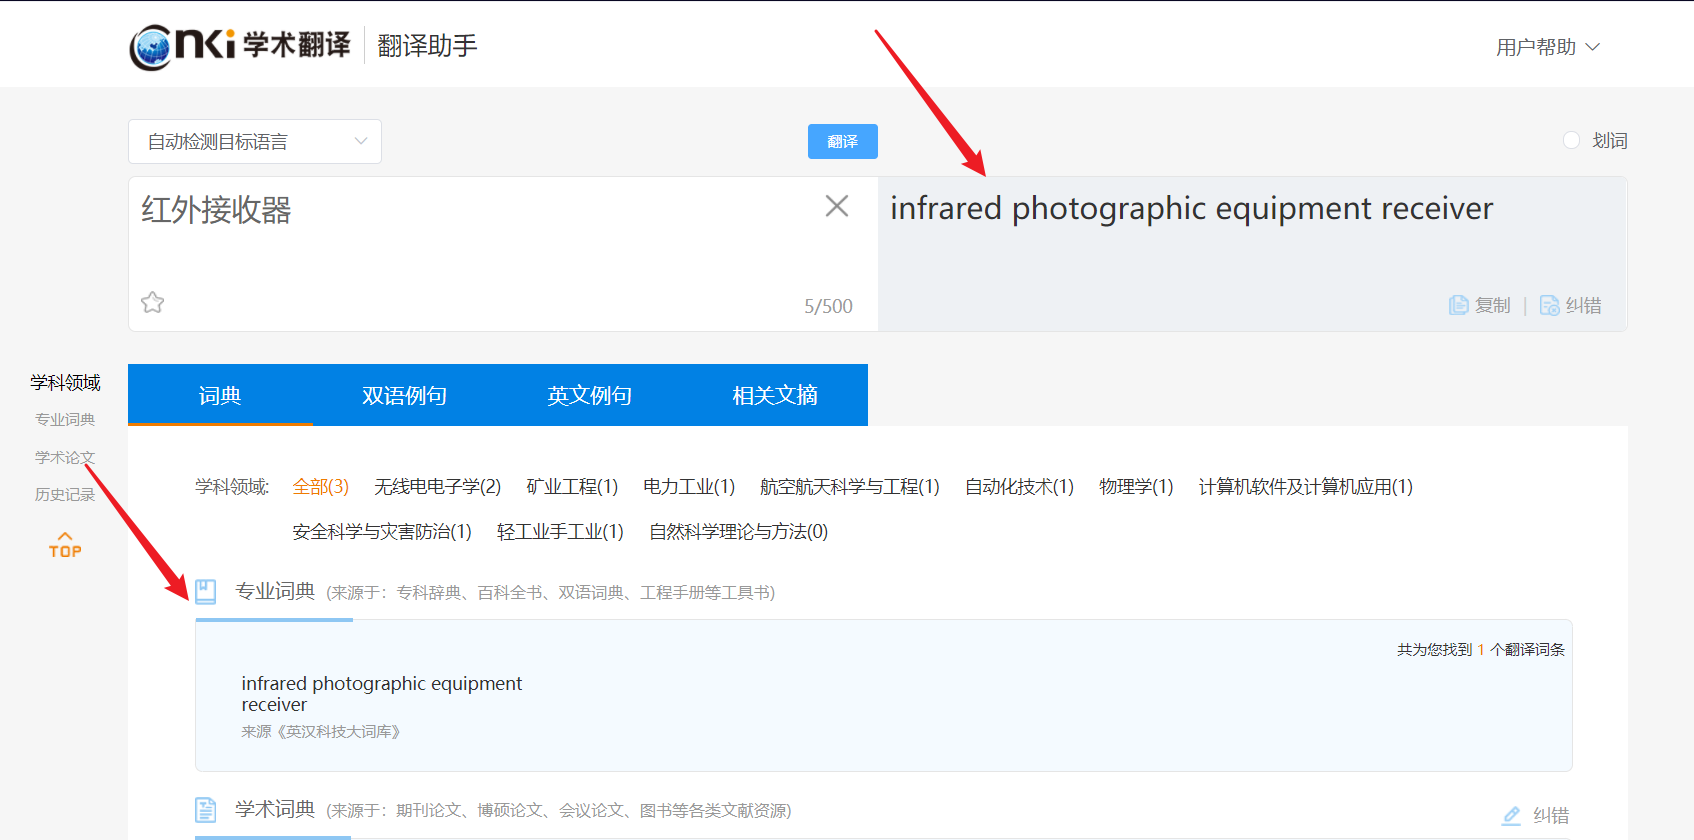 cnki 学术翻译 翻译助手 用户帮助
自动检测目标语言 翻译 划词
红外接收器 infrared photographic equipment receiver
5/500 复制 | 纠错
学科领域
专业词典
学术论文
历史记录
TOP
词典 双语例句 英文例句 相关文摘
学科领域: 全部(3) 无线电电子学(2) 矿业工程(1) 电力工业(1) 航空航天科学与工程(1) 自动化技术(1) 物理学(1) 计算机软件及计算机应用(1)
安全科学与灾害防治(1) 轻工业手工业(1) 自然科学理论与方法(0)
专业词典 (来源于：专科辞典、百科全书、双语词典、工程手册等工具书)
共为您找到 1 个翻译词条
infrared photographic equipment
receiver
来源《英汉科技大词库》
学术词典 (来源于：期刊论文、博硕论文、会议论文、图书等各类文献资源) 纠错